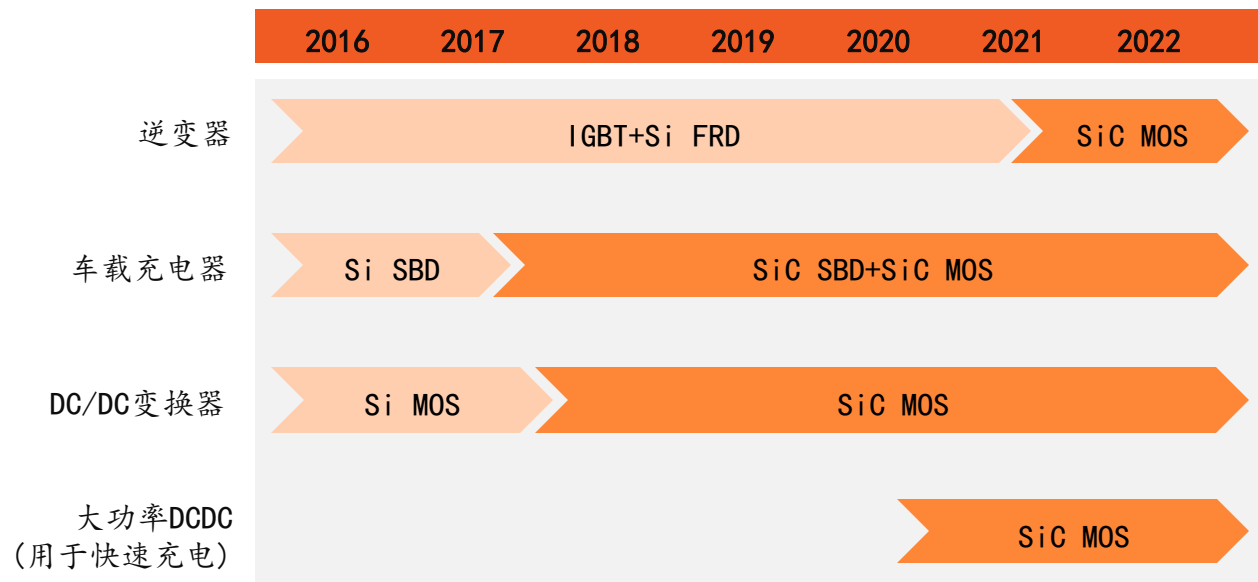 2016 2017 2018 2019 2020 2021 2022
逆变器 IGBT+Si FRD SiC MOS
车载充电器 Si SBD SiC SBD+SiC MOS
DC/DC变换器 Si MOS SiC MOS
大功率DCDC
(用于快速充电) SiC MOS